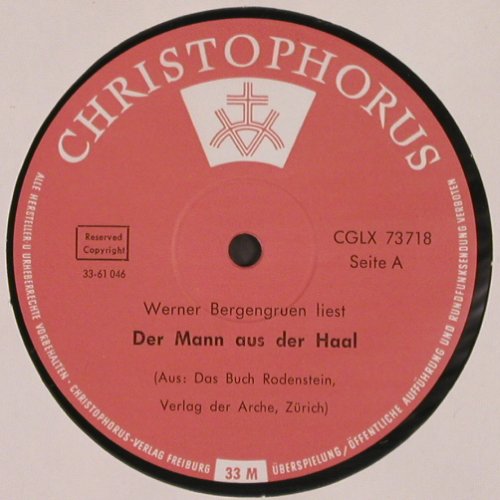 CHRISTOPHORUS
Reserved
Copyright
33-61 046
CGLX 73718
Seite A
Werner Bergengruen liest
Der Mann aus der Haal
(Aus: Das Buch Rodenstein,
Verlag der Arche, Zürich)
ALLE HERSTELLER U. URHEBERRECHTE VORBEHALTEN · CHRISTOPHORUS-VERLAG FREIBURG
33 M
ÜBERSPIELUNG/ÖFFENTLICHE AUFFÜHRUNG UND RUNDFUNKSENDUNG VERBOTEN